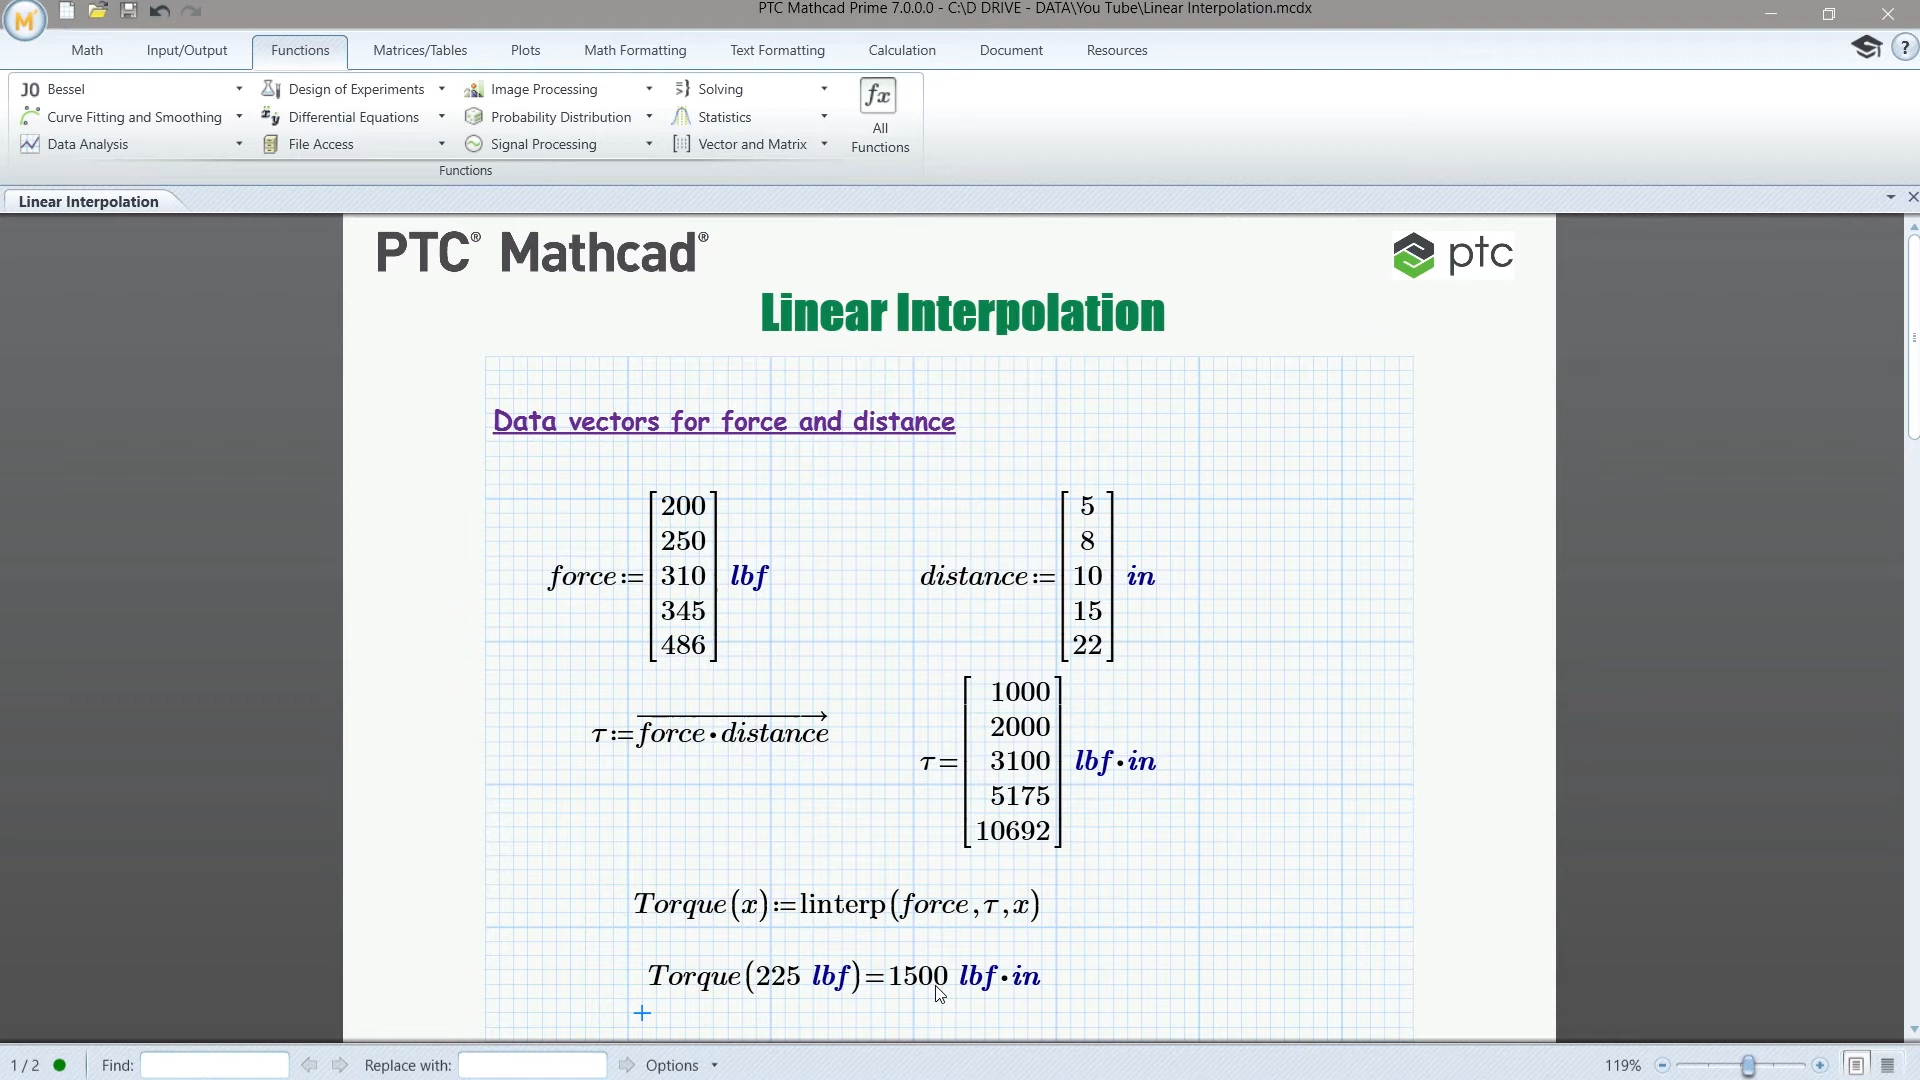 PTC Mathcad Prime 7.0.0.0 - C:\D DRIVE - DATA\You Tube\Linear Interpolation.mcdx
Math Input/Output Functions Matrices/Tables Plots Math Formatting Text Formatting Calculation Document Resources
J0 Bessel Design of Experiments Image Processing Solving
Curve Fitting and Smoothing Differential Equations Probability Distribution Statistics
Data Analysis File Access Signal Processing Vector and Matrix
fx All Functions
Functions
Linear Interpolation
PTC® Mathcad®
ptc
Linear Interpolation
Data vectors for force and distance
force:=[200 250 310 345 486] lbf
distance:=[5 8 10 15 22] in
τ:=force·distance
τ=[1000 2000 3100 5175 10692] lbf·in
Torque(x):=linterp(force,τ,x)
Torque(225 lbf)=1500 lbf·in
1 / 2 Find: Replace with: Options 119%